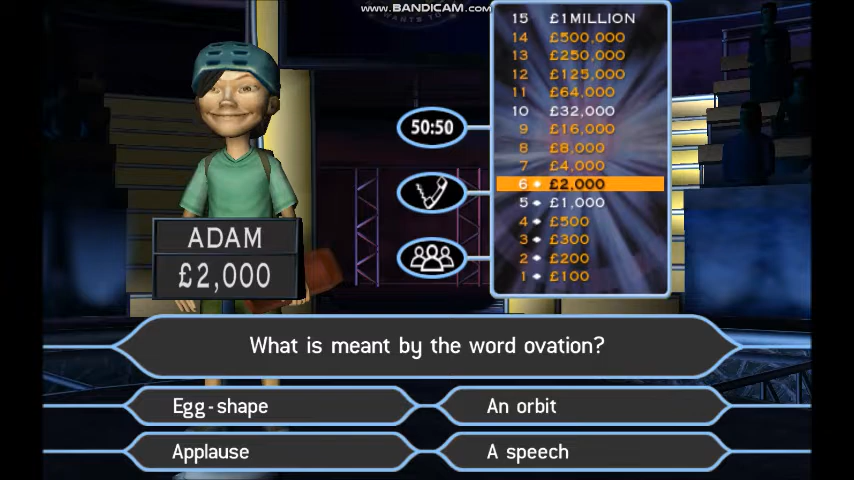 www.BANDICAM.com
WANTS TO
15 £1 MILLION
14 £500,000
13 £250,000
12 £125,000
11 £64,000
10 £32,000
9 £16,000
8 £8,000
7 £4,000
6 £2,000
5 £1,000
4 £500
3 £300
2 £200
1 £100
50:50
ADAM
£2,000
What is meant by the word ovation?
Egg-shape
An orbit
Applause
A speech